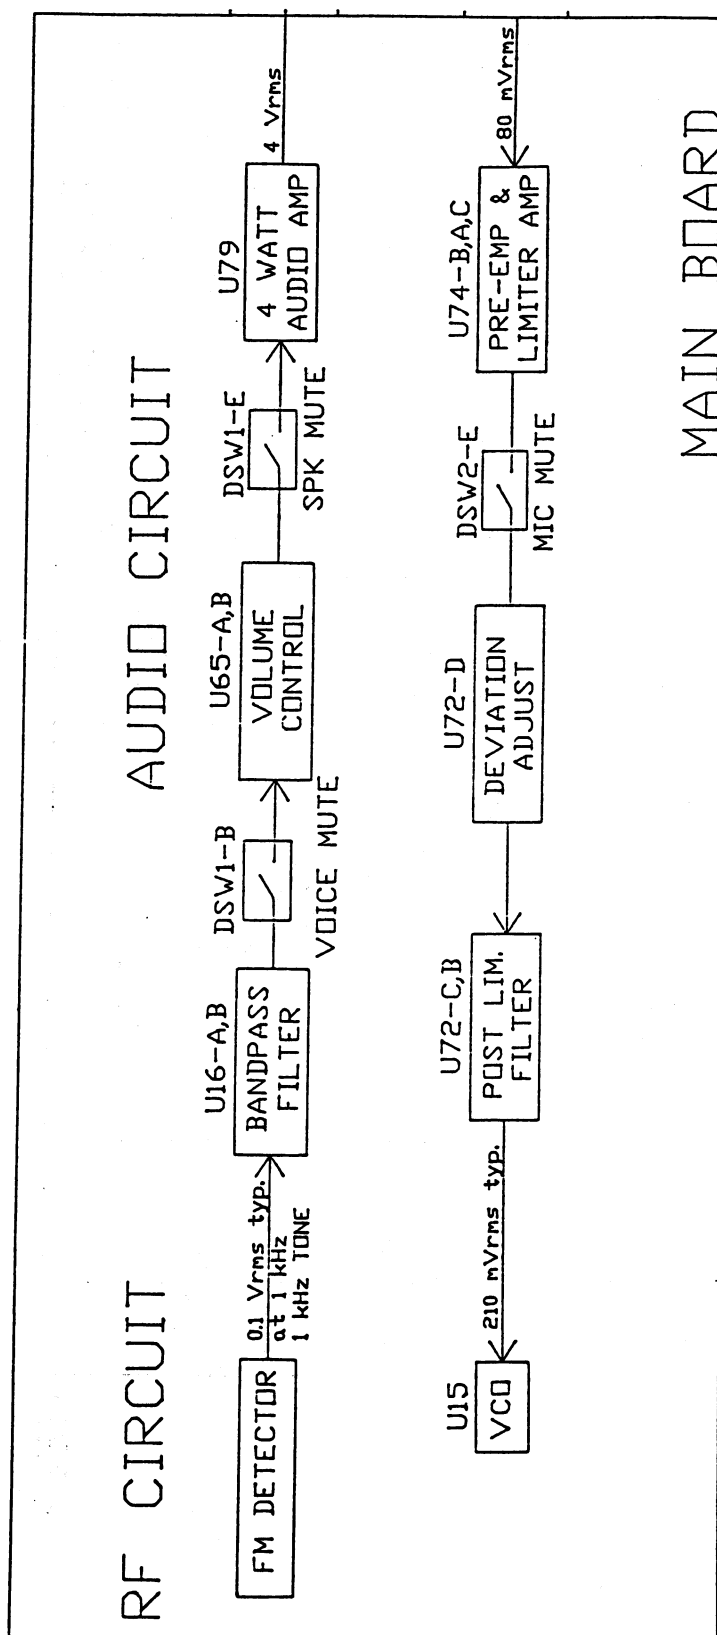 RF CIRCUIT
AUDIO CIRCUIT
FM DETECTOR
0.1 Vrms typ.
at 1 kHz
1 kHz TONE
U16-A,B
BANDPASS
FILTER
DSW1-B
VOICE MUTE
U65-A,B
VOLUME
CONTROL
DSW1-E
SPK MUTE
U79
4 WATT
AUDIO AMP
4 Vrms
U15
VCO
210 mVrms typ.
U72-C,B
POST LIM.
FILTER
U72-D
DEVIATION
ADJUST
DSW2-E
MIC MUTE
U74-B,A,C
PRE-EMP &
LIMITER AMP
80 mVrms
MAIN BOARD